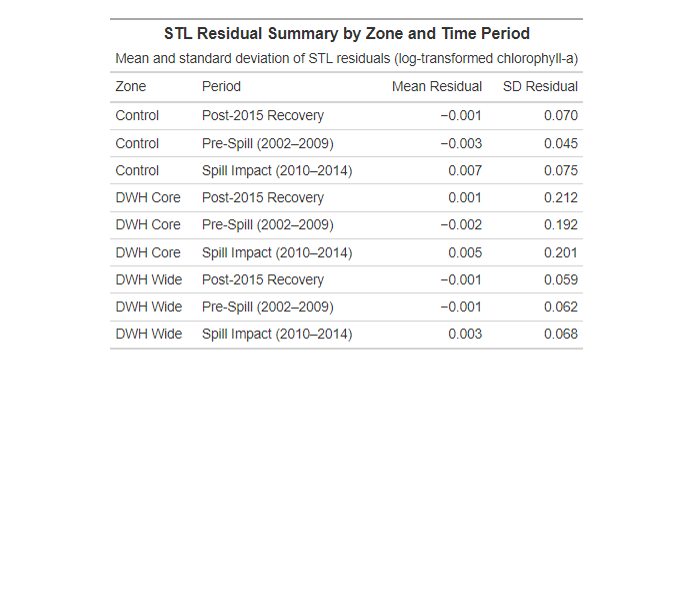 STL Residual Summary by Zone and Time Period
Mean and standard deviation of STL residuals (log-transformed chlorophyll-a)
Zone Period Mean Residual SD Residual
Control Post-2015 Recovery −0.001 0.070
Control Pre-Spill (2002–2009) −0.003 0.045
Control Spill Impact (2010–2014) 0.007 0.075
DWH Core Post-2015 Recovery 0.001 0.212
DWH Core Pre-Spill (2002–2009) −0.002 0.192
DWH Core Spill Impact (2010–2014) 0.005 0.201
DWH Wide Post-2015 Recovery −0.001 0.059
DWH Wide Pre-Spill (2002–2009) −0.001 0.062
DWH Wide Spill Impact (2010–2014) 0.003 0.068